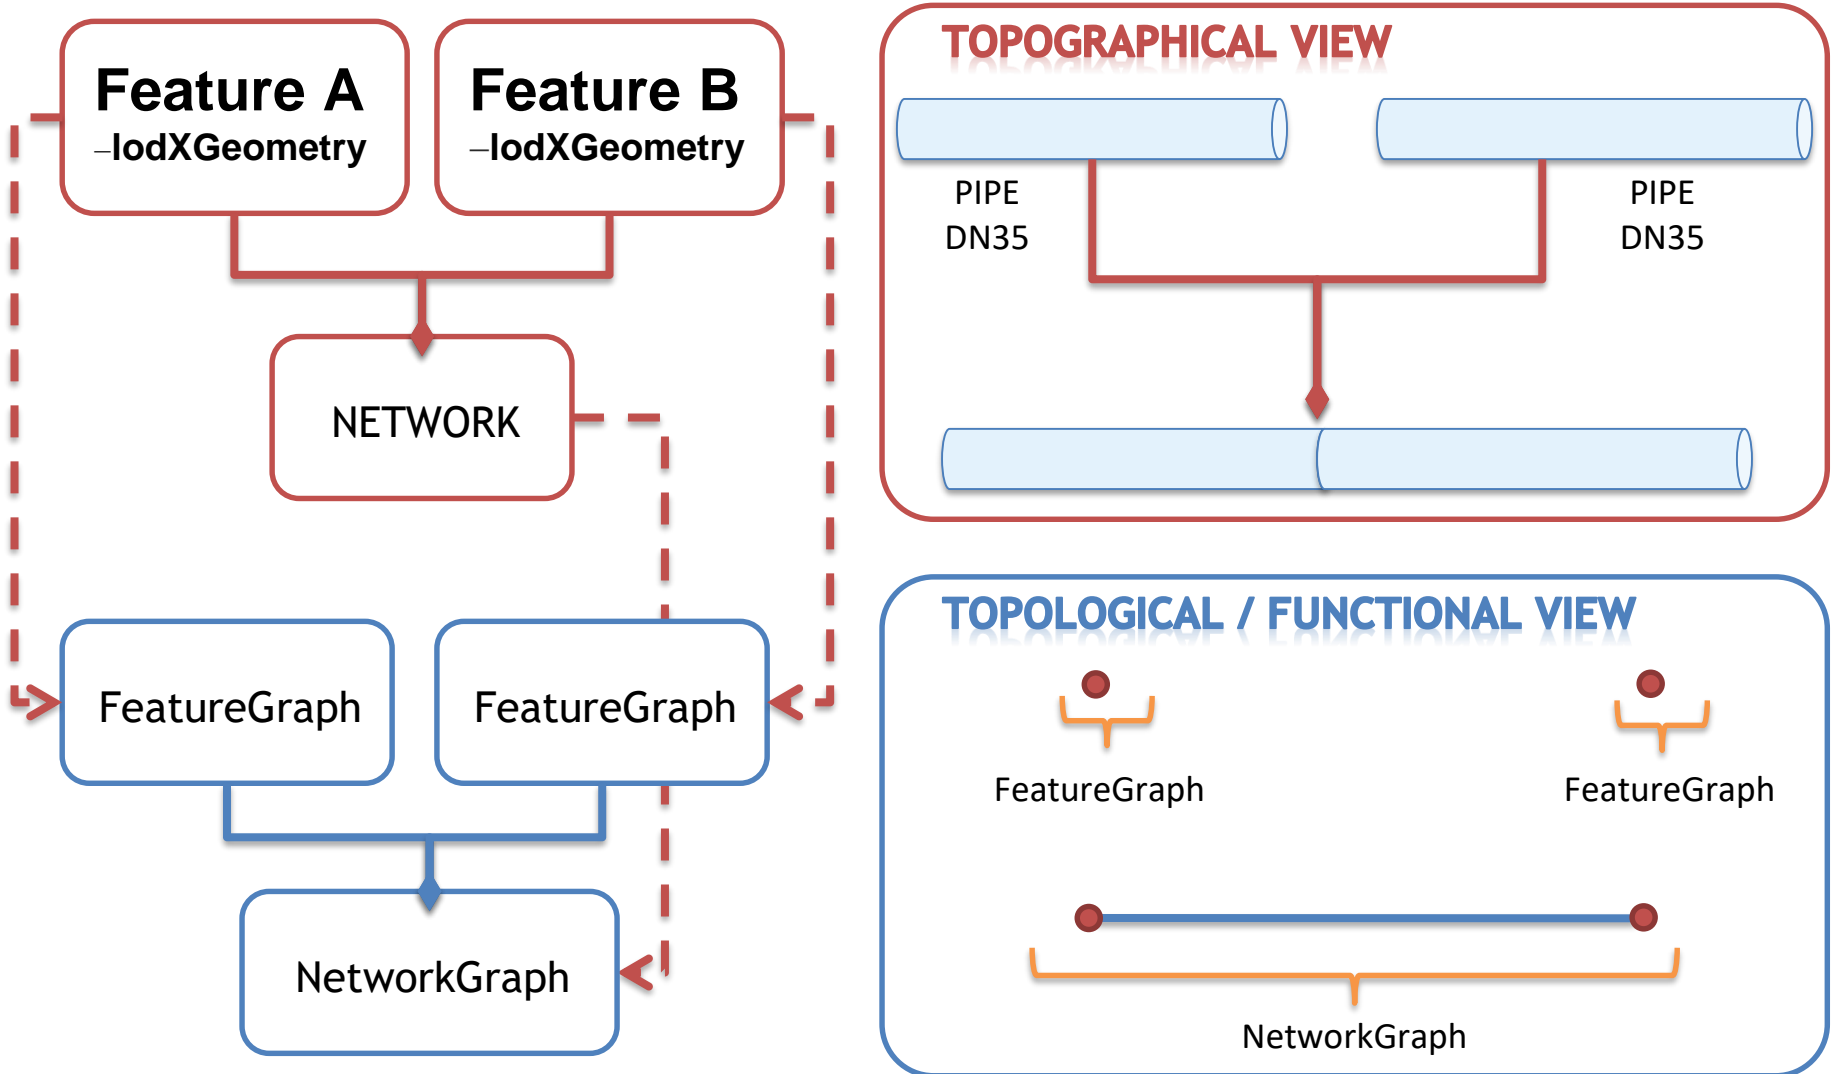 Feature A
–lodXGeometry
Feature B
–lodXGeometry
NETWORK
FeatureGraph
FeatureGraph
NetworkGraph
TOPOGRAPHICAL VIEW
PIPE
DN35
PIPE
DN35
TOPOLOGICAL / FUNCTIONAL VIEW
FeatureGraph
FeatureGraph
NetworkGraph